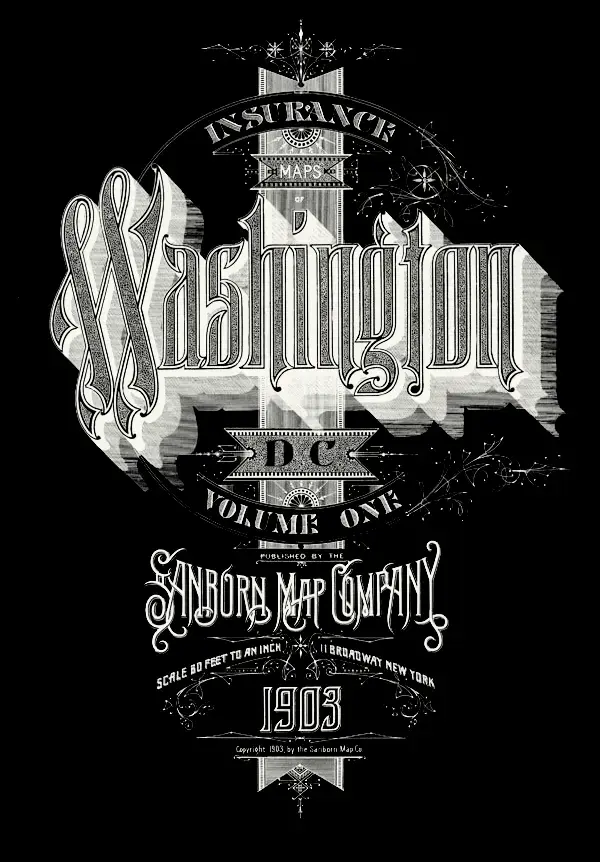 INSURANCE
MAPS
OF
Washington
D C
VOLUME ONE
PUBLISHED BY THE
SANBORN MAP COMPANY
SCALE 60 FEET TO AN INCH
11 BROADWAY NEW YORK
1903
Copyright 1903, by the Sanborn Map Co.